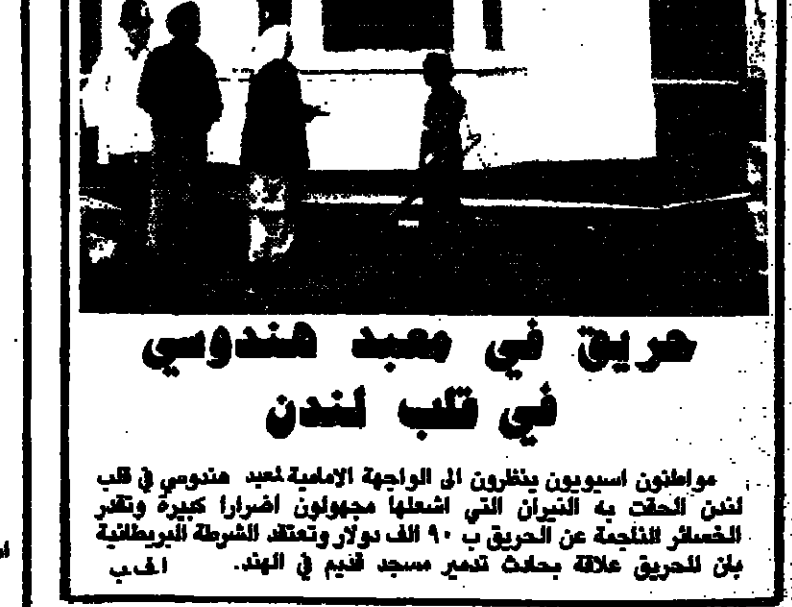 حريق في معبد هندوسي
في قلب لندن
مواطنون اسيويون ينظرون الى الواجهة الامامية لمعبد هندوسي في قلب
لندن الحقت به النيران التي اشعلها مجهولون اضرارا كبيرة وتقدر
الخسائر الناجمة عن الحريق ب ٩٠ الف دولار وتعتقد الشرطة البريطانية
بان للحريق علاقة بحادث تدمير مسجد قديم في الهند.